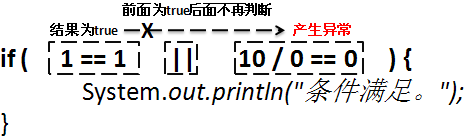 前面为true后面不再判断
结果为true X 产生异常
if ( 1 == 1 || 10 / 0 == 0 ) {
System.out.println("条件满足。");
}